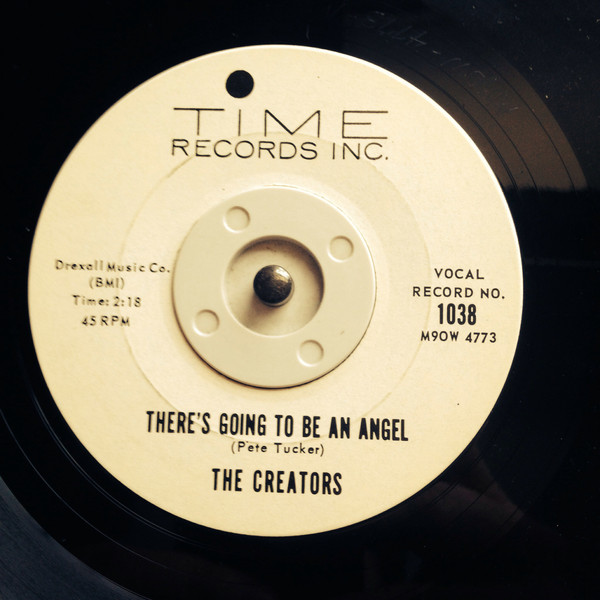 TIME
RECORDS INC.
Drexall Music Co.
(BMI)
Time: 2:18
45 RPM
VOCAL
RECORD NO.
1038
M9OW 4773
THERE'S GOING TO BE AN ANGEL
(Pete Tucker)
THE CREATORS